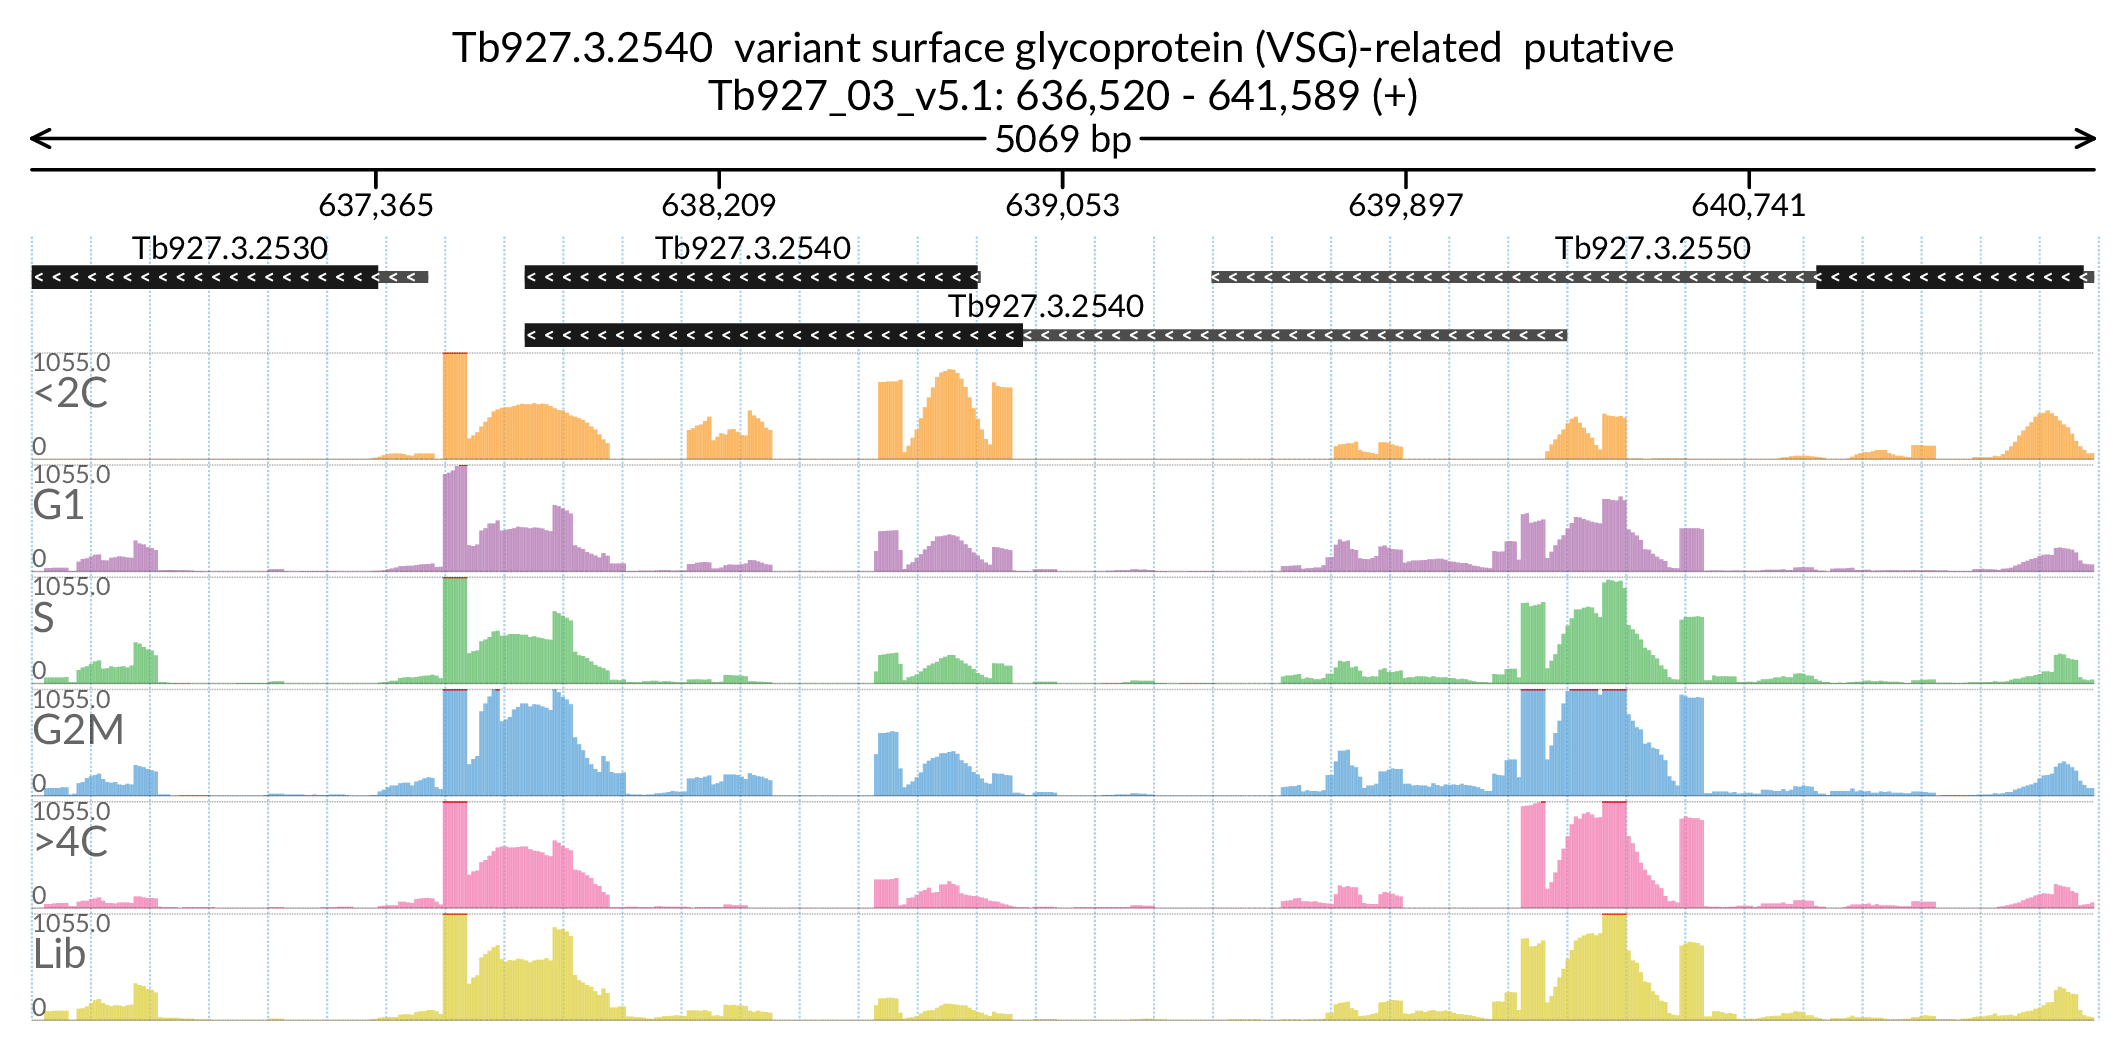 Tb927.3.2540  variant surface glycoprotein (VSG)-related  putative
Tb927_03_v5.1: 636,520 - 641,589 (+)
5069 bp
637,365 638,209 639,053 639,897 640,741
Tb927.3.2530 Tb927.3.2540 Tb927.3.2550
Tb927.3.2540
1055.0
<2C
0
1055.0
G1
0
1055.0
S
0
1055.0
G2M
0
1055.0
>4C
0
1055.0
Lib
0